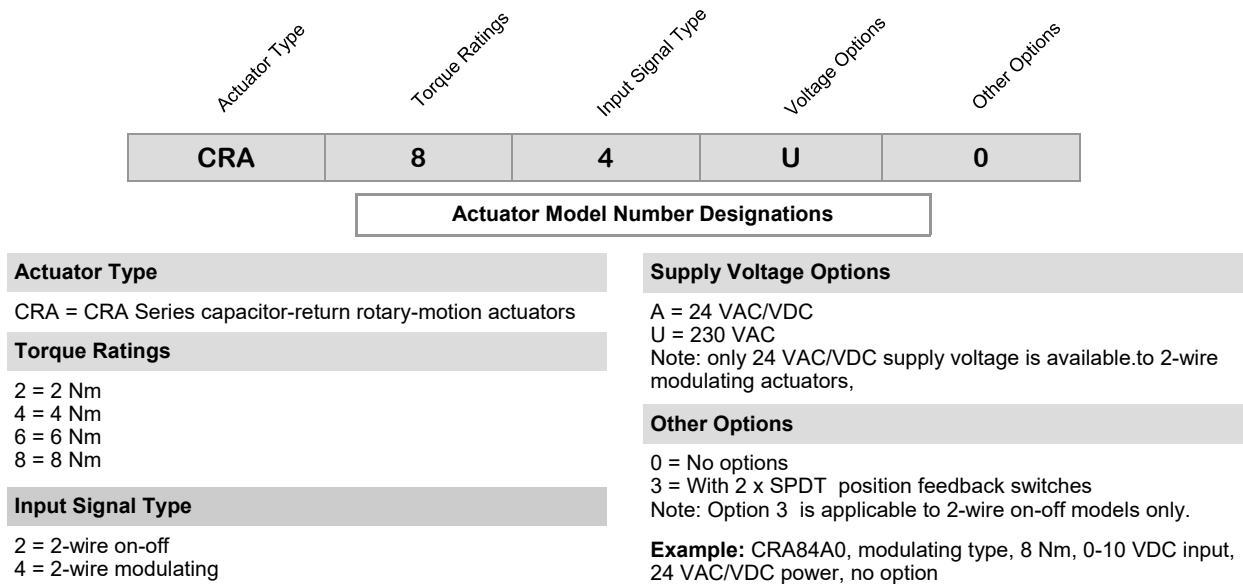 Actuator Type
Torque Ratings
Input Signal Type
Voltage Options
Other Options
CRA 8 4 U 0
Actuator Model Number Designations
Actuator Type
CRA = CRA Series capacitor-return rotary-motion actuators
Torque Ratings
2 = 2 Nm
4 = 4 Nm
6 = 6 Nm
8 = 8 Nm
Input Signal Type
2 = 2-wire on-off
4 = 2-wire modulating
Supply Voltage Options
A = 24 VAC/VDC
U = 230 VAC
Note: only 24 VAC/VDC supply voltage is available.to 2-wire
modulating actuators,
Other Options
0 = No options
3 = With 2 x SPDT position feedback switches
Note: Option 3 is applicable to 2-wire on-off models only.
Example: CRA84A0, modulating type, 8 Nm, 0-10 VDC input,
24 VAC/VDC power, no option